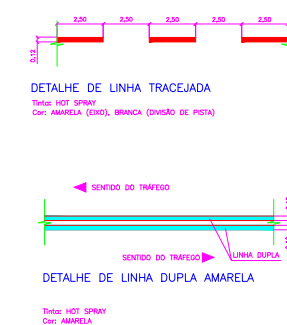 2,50 2,50 2,50 2,50 2,50
0,12
DETALHE DE LINHA TRACEJADA
Tinta: HOT SPRAY
Cor: AMARELA (EIXO), BRANCA (DIVISÃO DE PISTA)
SENTIDO DO TRÁFEGO
SENTIDO DO TRÁFEGO
LINHA DUPLA
DETALHE DE LINHA DUPLA AMARELA
Tinta: HOT SPRAY
Cor: AMARELA